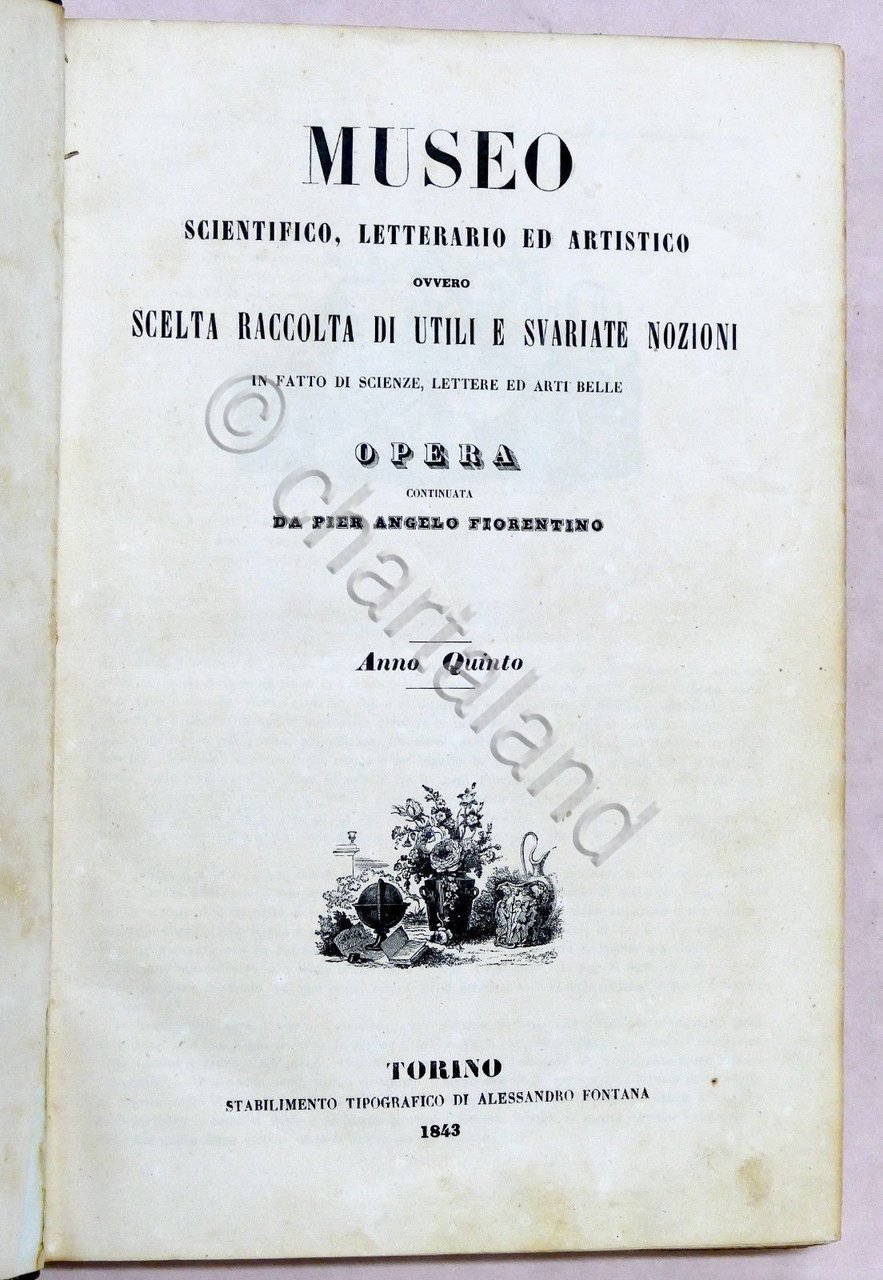 MUSEO
SCIENTIFICO, LETTERARIO ED ARTISTICO
OVVERO
SCELTA RACCOLTA DI UTILI E SVARIATE NOZIONI
IN FATTO DI SCIENZE, LETTERE ED ARTI BELLE
OPERA
CONTINUATA
DA PIER ANGELO FIORENTINO
Anno Quinto
TORINO
STABILIMENTO TIPOGRAFICO DI ALESSANDRO FONTANA
1843
© charialand